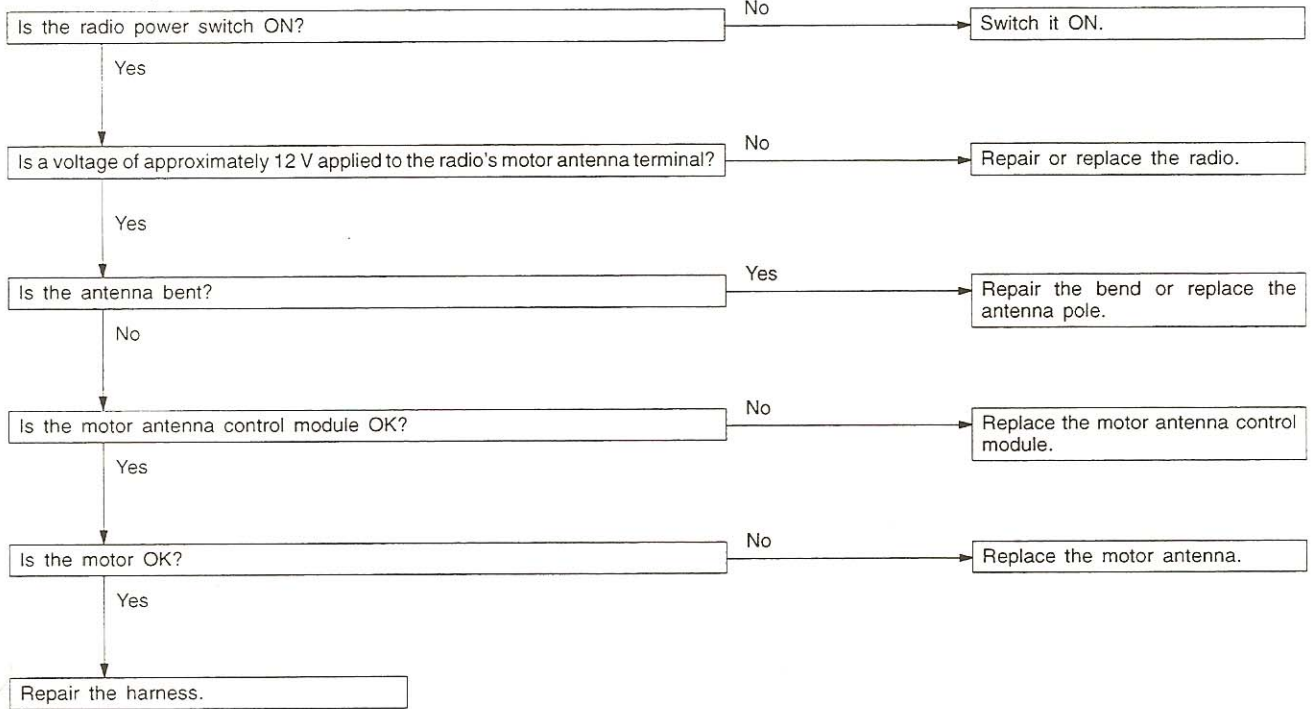 Is the radio power switch ON?
No
Switch it ON.
Yes
Is a voltage of approximately 12 V applied to the radio's motor antenna terminal?
No
Repair or replace the radio.
Yes
Is the antenna bent?
Yes
Repair the bend or replace the
antenna pole.
No
Is the motor antenna control module OK?
No
Replace the motor antenna control
module.
Yes
Is the motor OK?
No
Replace the motor antenna.
Yes
Repair the harness.